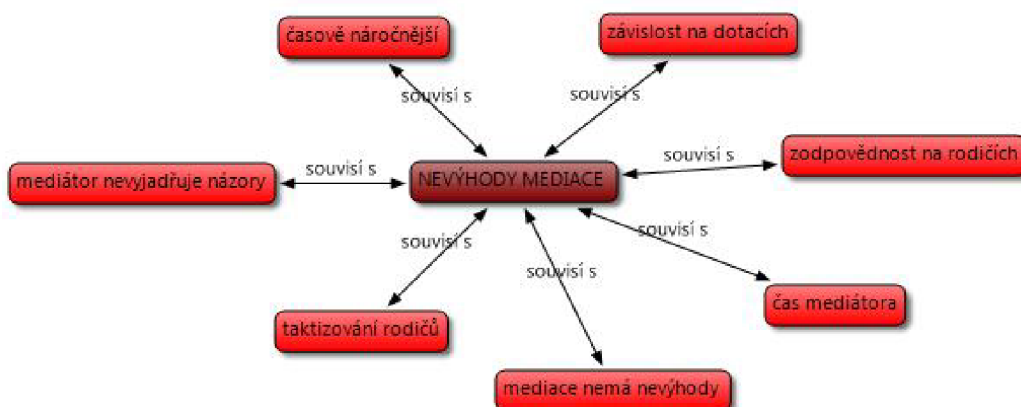 časově náročnější
závislost na dotacích
souvisí s
souvisí s
mediátor nevyjadřuje názory
souvisí s
NEVÝHODY MEDIACE
souvisí s
zodpovědnost na rodičích
souvisí s
souvisí s
souvisí s
taktizování rodičů
čas mediátora
mediace nemá nevýhody